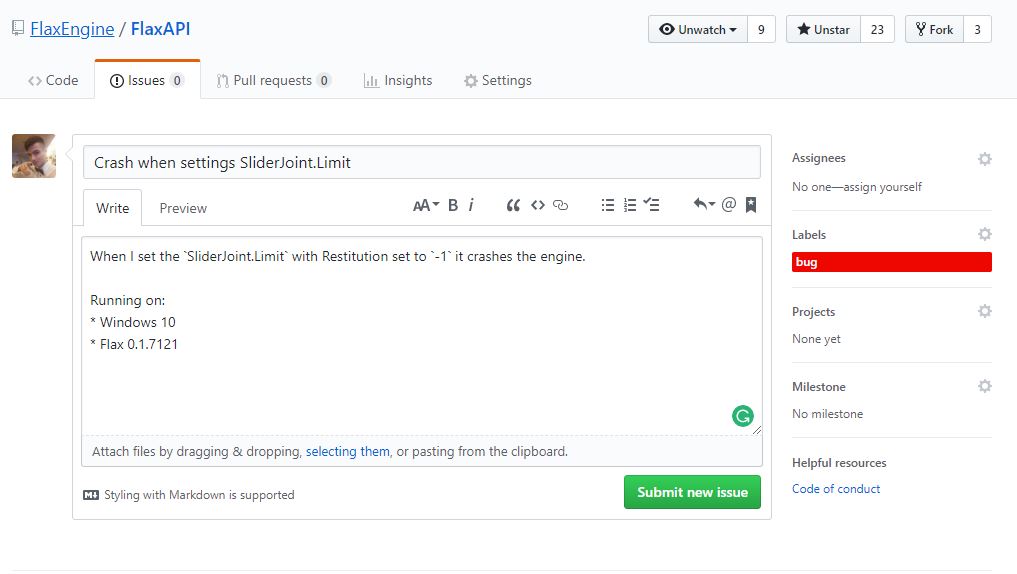 FlaxEngine / FlaxAPI
Unwatch 9 Unstar 23 Fork 3
Code Issues 0 Pull requests 0 Insights Settings
Crash when settings SliderJoint.Limit
Write Preview AA B i
When I set the `SliderJoint.Limit` with Restitution set to `-1` it crashes the engine.
Running on:
* Windows 10
* Flax 0.1.7121
Attach files by dragging & dropping, selecting them, or pasting from the clipboard.
Styling with Markdown is supported
Submit new issue
Assignees
No one—assign yourself
Labels
bug
Projects
None yet
Milestone
No milestone
Helpful resources
Code of conduct